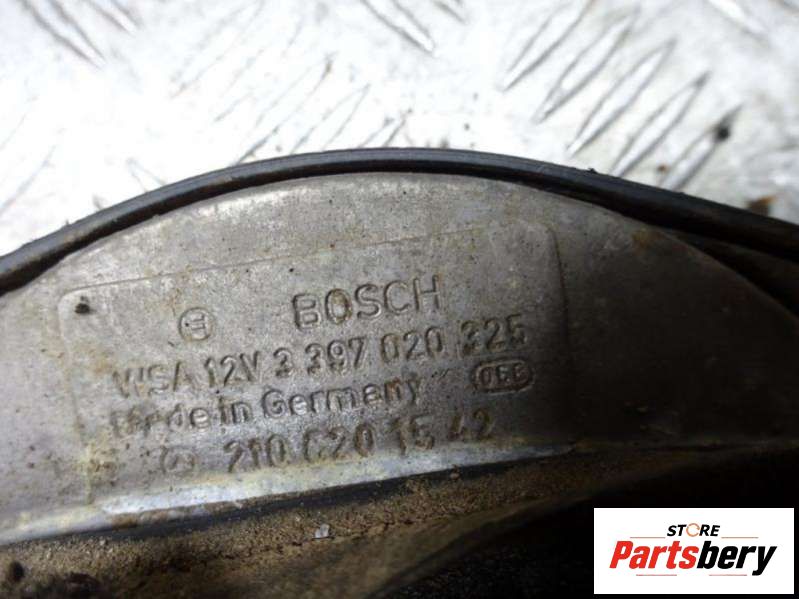 BOSCH
WSA 12V 3 397 020 325
Made in Germany
210 820 15 42
STORE
Partsbery